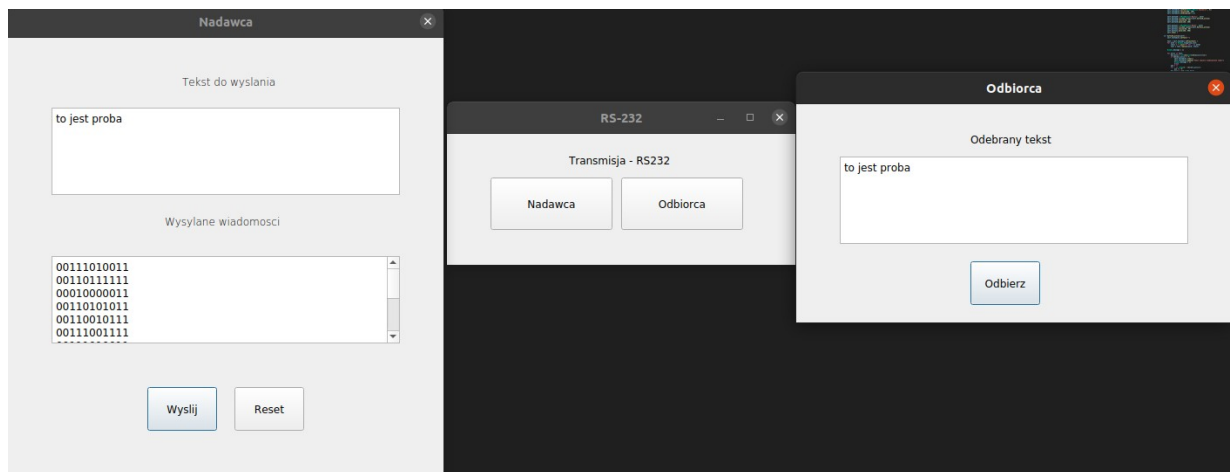 Nadawca
Tekst do wyslania
to jest proba
Wysylane wiadomosci
00111010011
00110111111
00010000011
00110101011
00110010111
00111001111
Wyslij
Reset
RS-232
Transmisja - RS232
Nadawca
Odbiorca
Odbiorca
Odebrany tekst
to jest proba
Odbierz